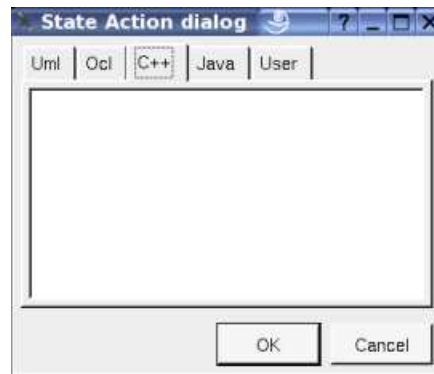 State Action dialog ?
Uml Ocl C++ Java User
OK Cancel